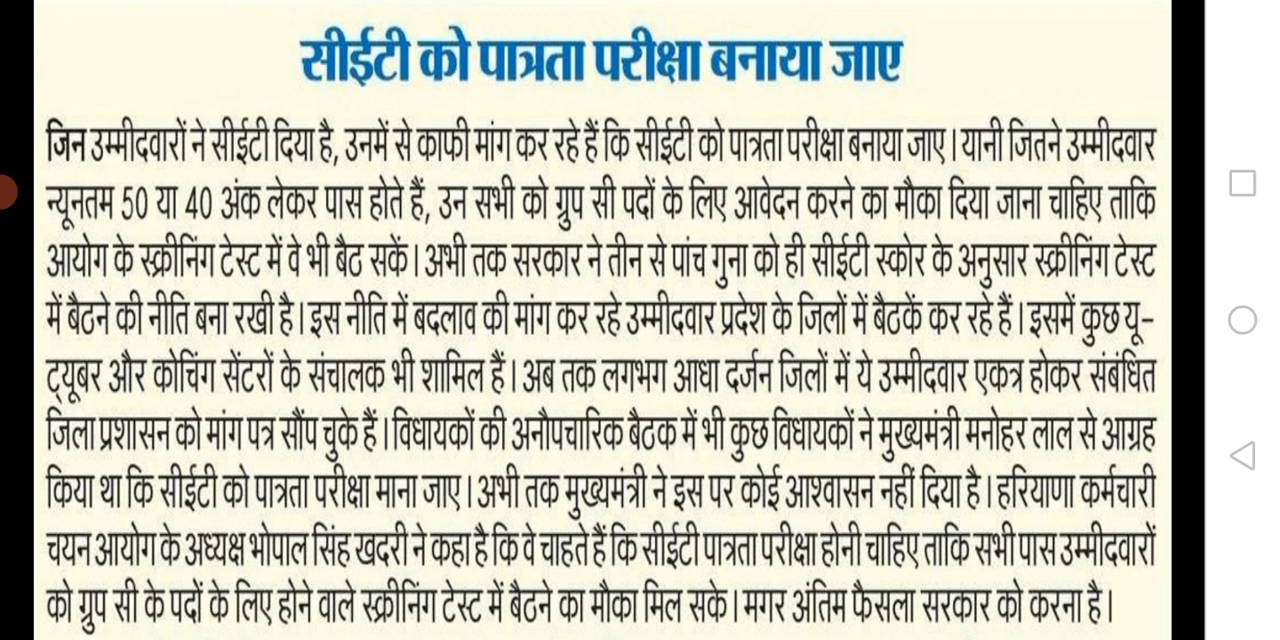 सीईटी को पात्रता परीक्षा बनाया जाए
जिन उम्मीदवारों ने सीईटी दिया है, उनमें से काफी मांग कर रहे हैं कि सीईटी को पात्रता परीक्षा बनाया जाए। यानी जितने उम्मीदवार
न्यूनतम 50 या 40 अंक लेकर पास होते हैं, उन सभी को ग्रुप सी पदों के लिए आवेदन करने का मौका दिया जाना चाहिए ताकि
आयोग के स्क्रीनिंग टेस्ट में वे भी बैठ सकें। अभी तक सरकार ने तीन से पांच गुना को ही सीईटी स्कोर के अनुसार स्क्रीनिंग टेस्ट
में बैठने की नीति बना रखी है। इस नीति में बदलाव की मांग कर रहे उम्मीदवार प्रदेश के जिलों में बैठकें कर रहे हैं। इसमें कुछ यू-
ट्यूबर और कोचिंग सेंटरों के संचालक भी शामिल हैं। अब तक लगभग आधा दर्जन जिलों में ये उम्मीदवार एकत्र होकर संबंधित
जिला प्रशासन को मांग पत्र सौंप चुके हैं। विधायकों की अनौपचारिक बैठक में भी कुछ विधायकों ने मुख्यमंत्री मनोहर लाल से आग्रह
किया था कि सीईटी को पात्रता परीक्षा माना जाए। अभी तक मुख्यमंत्री ने इस पर कोई आश्वासन नहीं दिया है। हरियाणा कर्मचारी
चयन आयोग के अध्यक्ष भोपाल सिंह खदरी ने कहा है कि वे चाहते हैं कि सीईटी पात्रता परीक्षा होनी चाहिए ताकि सभी पास उम्मीदवारों
को ग्रुप सी के पदों के लिए होने वाले स्क्रीनिंग टेस्ट में बैठने का मौका मिल सके। मगर अंतिम फैसला सरकार को करना है।